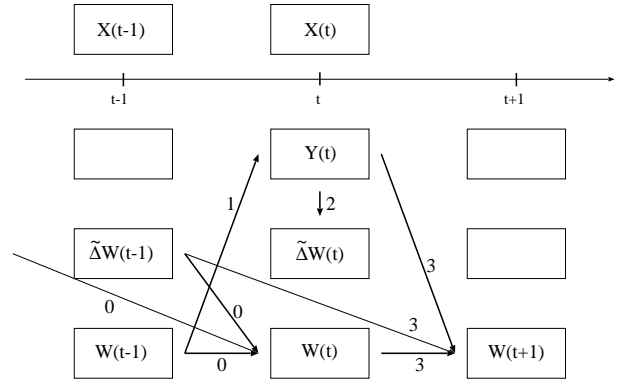 X(t-1) X(t)
t-1 t t+1
Y(t)
1 2
Δ̃W(t-1) Δ̃W(t)
3
0 0 3
W(t-1) W(t) W(t+1)
0 3